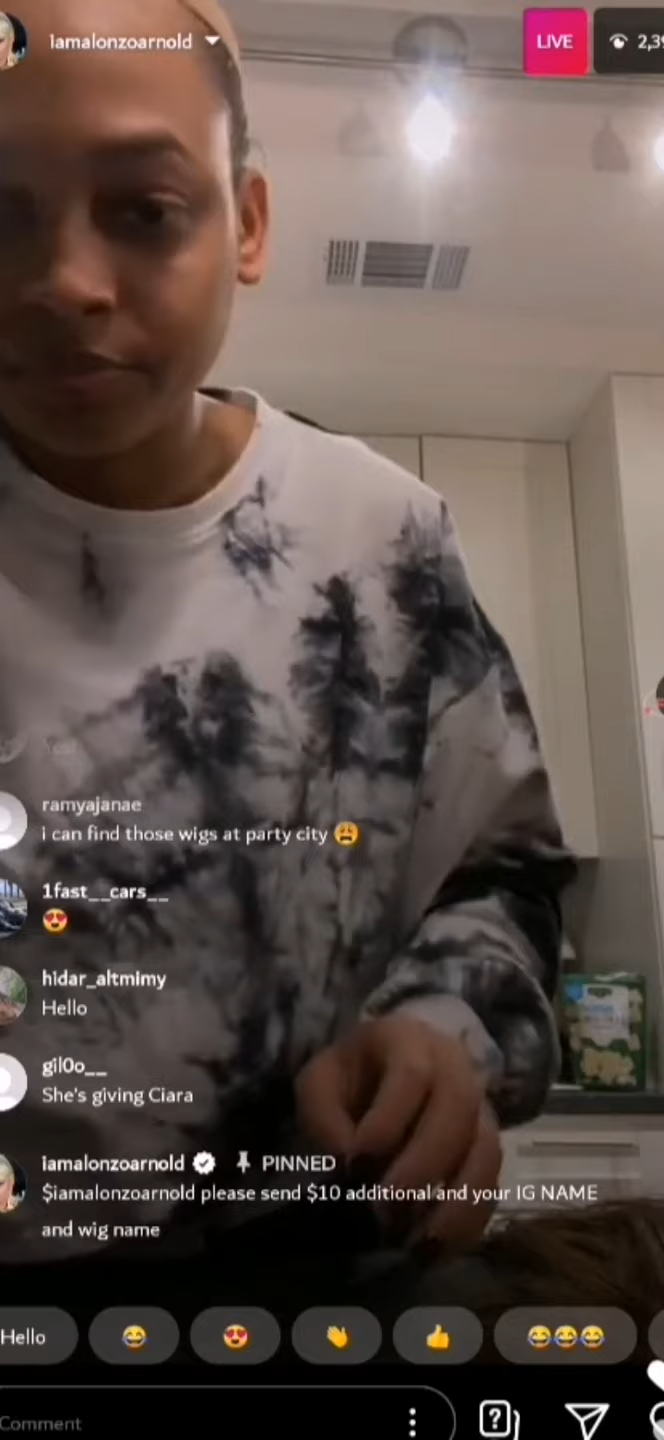 iamalonzoarnold
LIVE
2,39
Yes!
ramyajanae
i can find those wigs at party city 😩
1fast__cars__
😍
hidar_altmimy
Hello
gil0o__
She's giving Ciara
iamalonzoarnold PINNED
$iamalonzoarnold please send $10 additional and your IG NAME
and wig name
Hello 😂 😍 👏 👍 😂😂😂
Comment